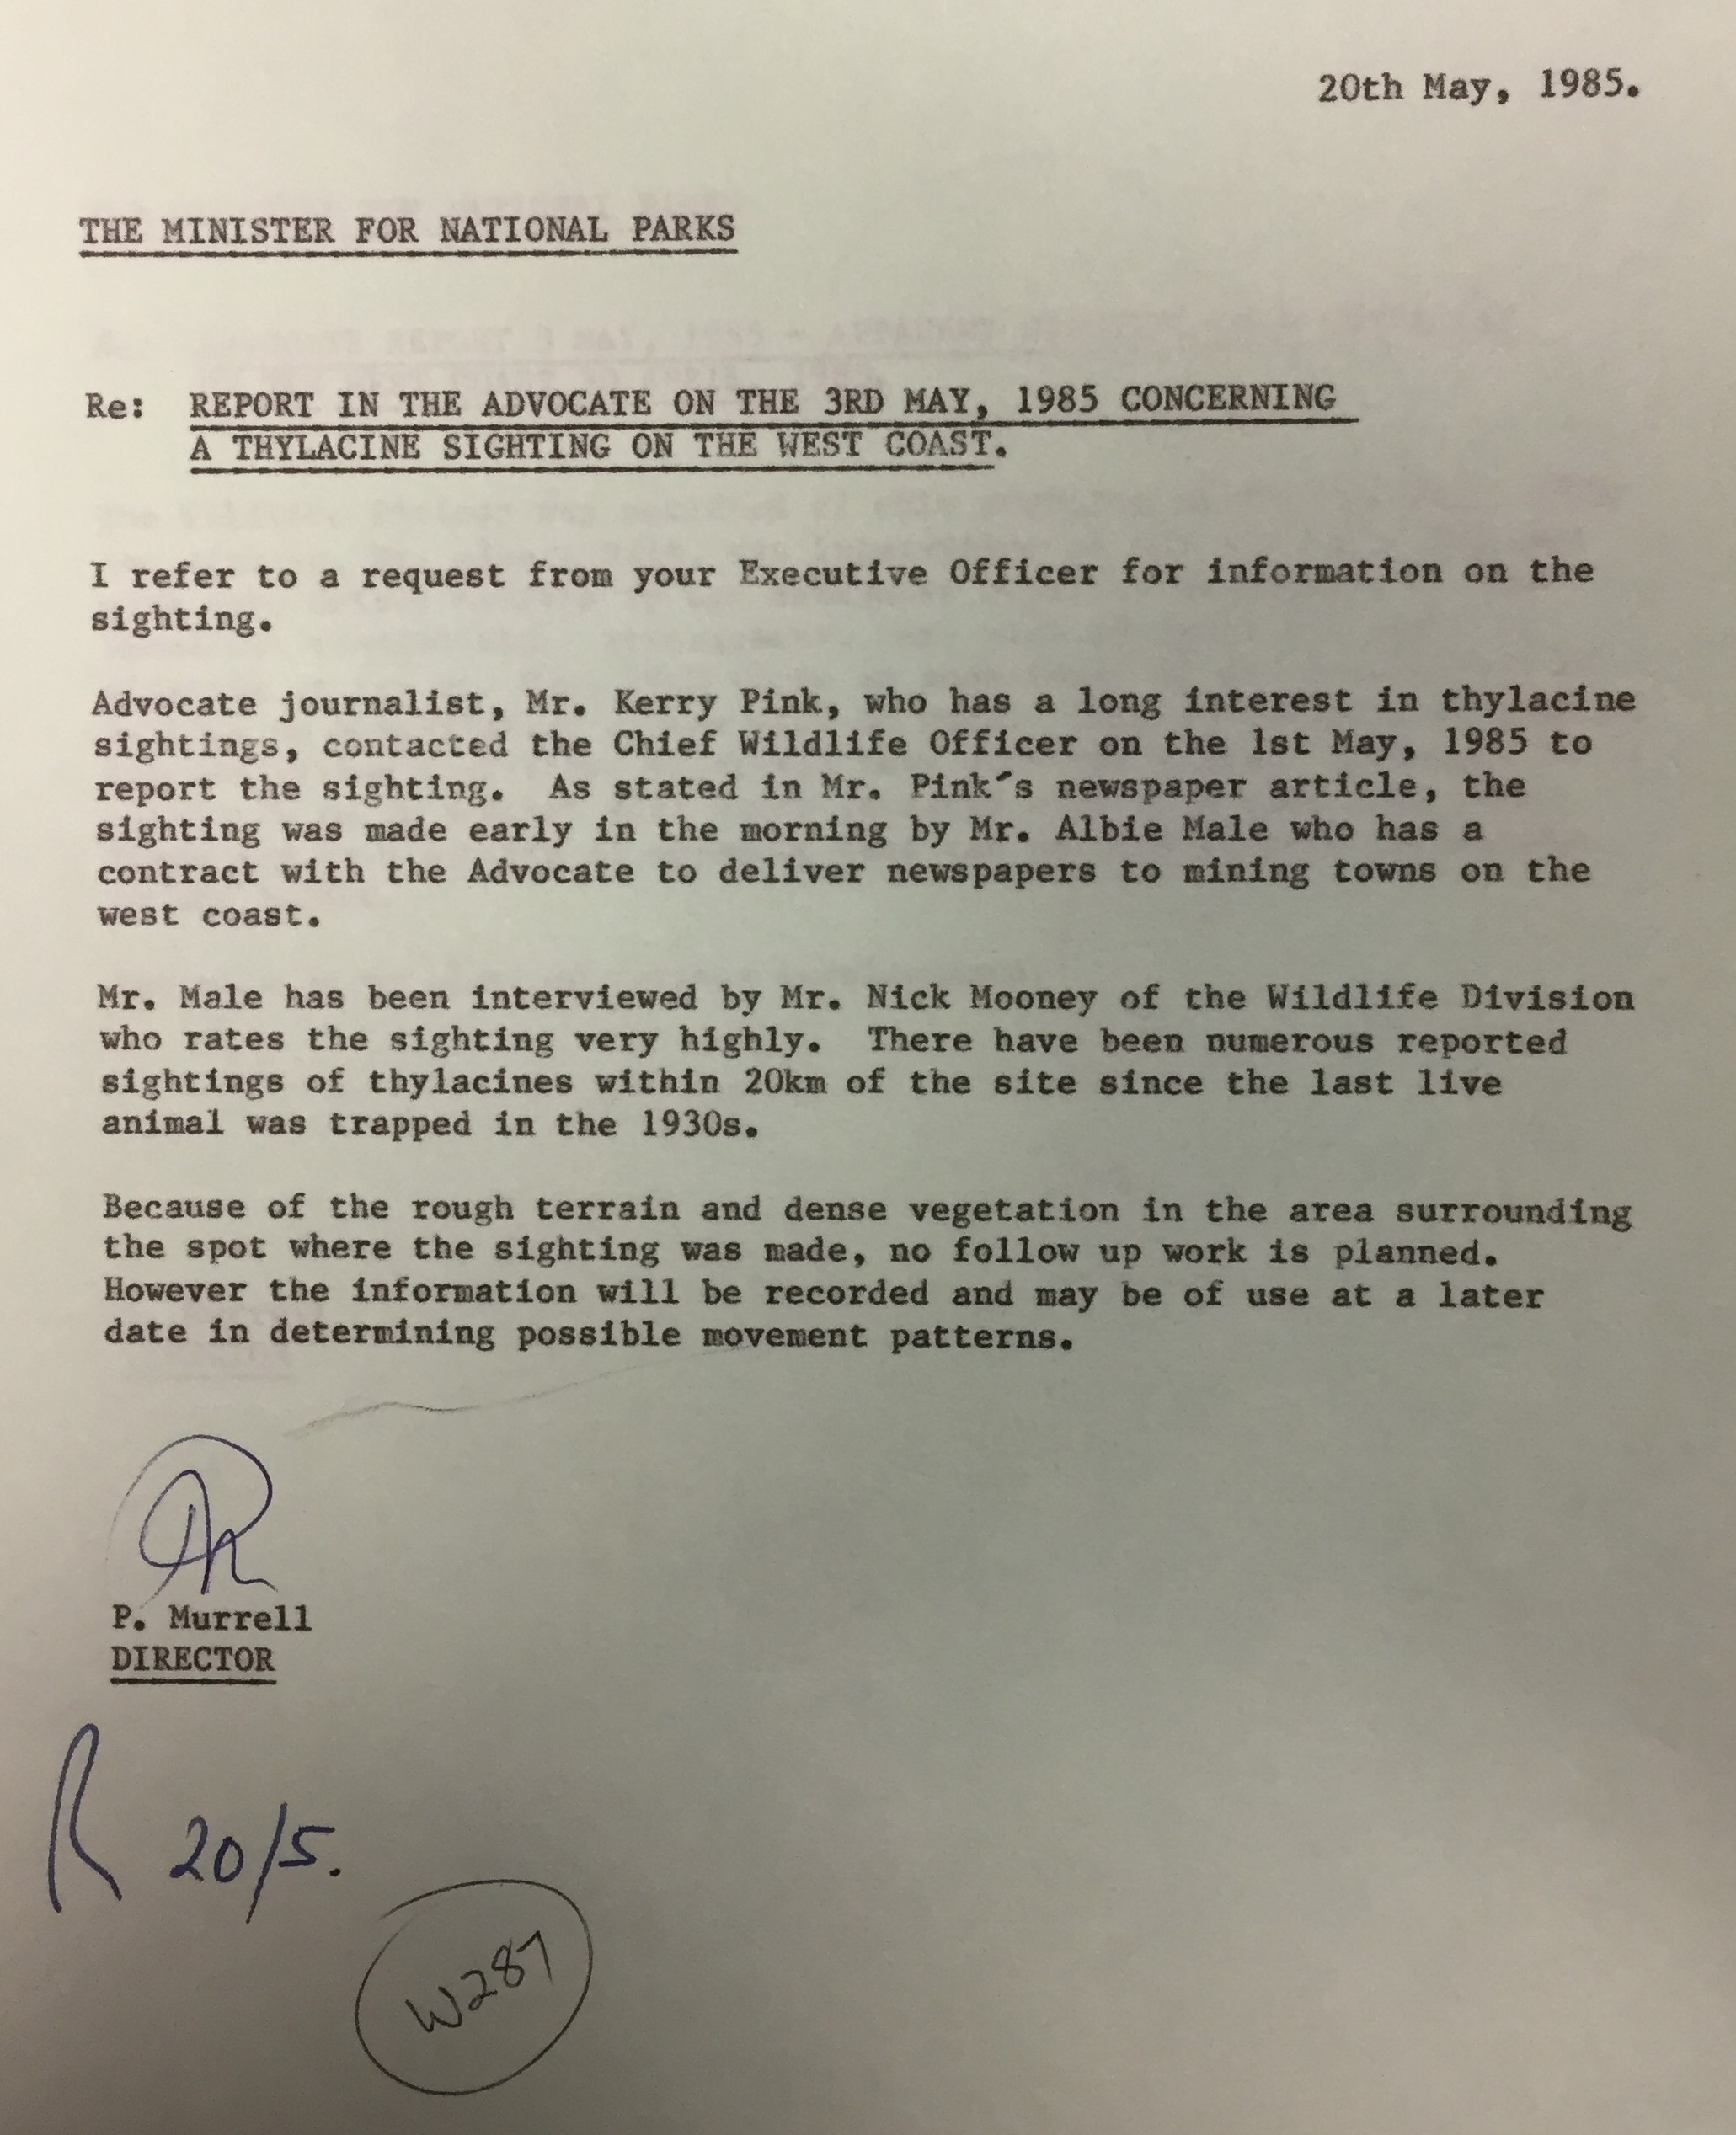 20th May, 1985.
THE MINISTER FOR NATIONAL PARKS
Re: REPORT IN THE ADVOCATE ON THE 3RD MAY, 1985 CONCERNING
A THYLACINE SIGHTING ON THE WEST COAST.
I refer to a request from your Executive Officer for information on the
sighting.
Advocate journalist, Mr. Kerry Pink, who has a long interest in thylacine
sightings, contacted the Chief Wildlife Officer on the 1st May, 1985 to
report the sighting. As stated in Mr. Pink's newspaper article, the
sighting was made early in the morning by Mr. Albie Male who has a
contract with the Advocate to deliver newspapers to mining towns on the
west coast.
Mr. Male has been interviewed by Mr. Nick Mooney of the Wildlife Division
who rates the sighting very highly. There have been numerous reported
sightings of thylacines within 20km of the site since the last live
animal was trapped in the 1930s.
Because of the rough terrain and dense vegetation in the area surrounding
the spot where the sighting was made, no follow up work is planned.
However the information will be recorded and may be of use at a later
date in determining possible movement patterns.
P. Murrell
DIRECTOR
20/5.
W287